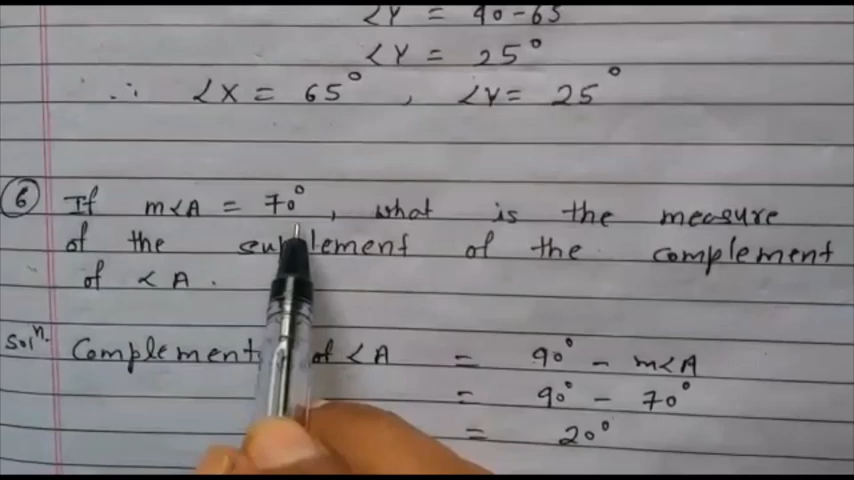 ∠Y = 90-65
∠Y = 25°
∴ ∠X = 65° , ∠Y = 25°
6 If m∠A = 70° , what is the measure
of the of the complement
of ∠A .
Solⁿ. Complement of ∠A = 90° - m∠A
= 90° - 70°
= 20°